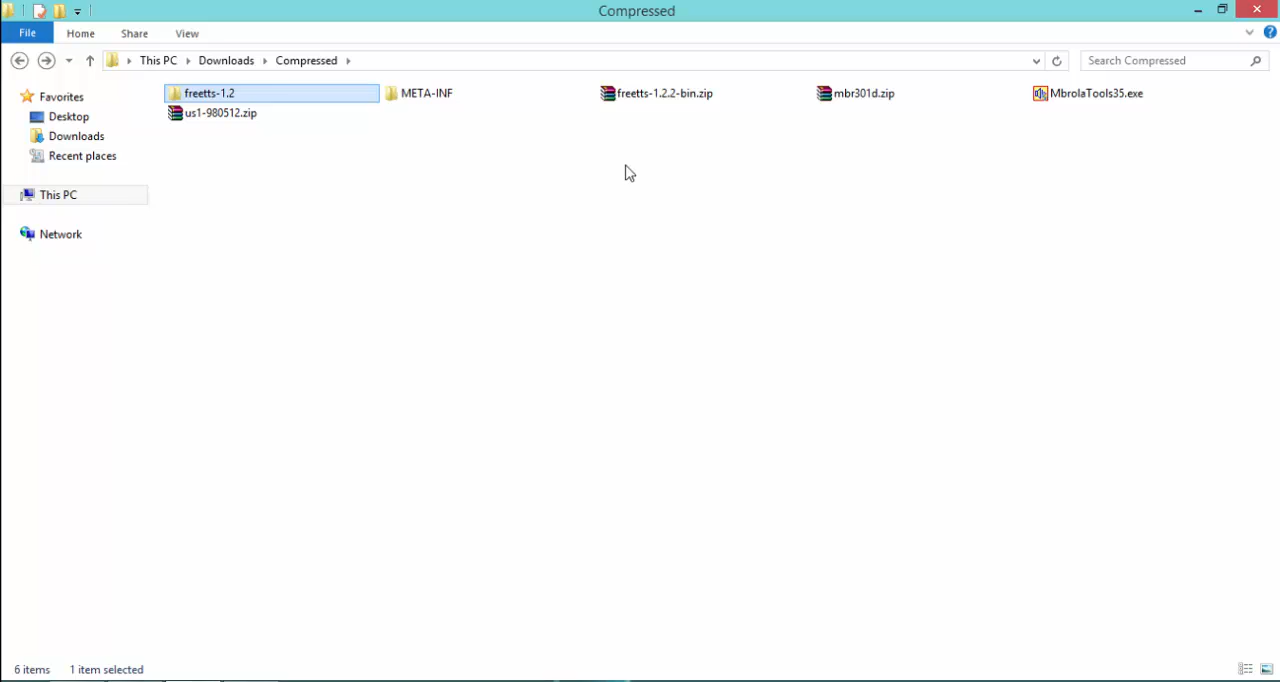 Compressed
File Home Share View
This PC Downloads Compressed Search Compressed
Favorites
Desktop
Downloads
Recent places
This PC
Network
freetts-1.2 META-INF freetts-1.2.2-bin.zip mbr301d.zip MbrolaTools35.exe
us1-980512.zip
6 items 1 item selected